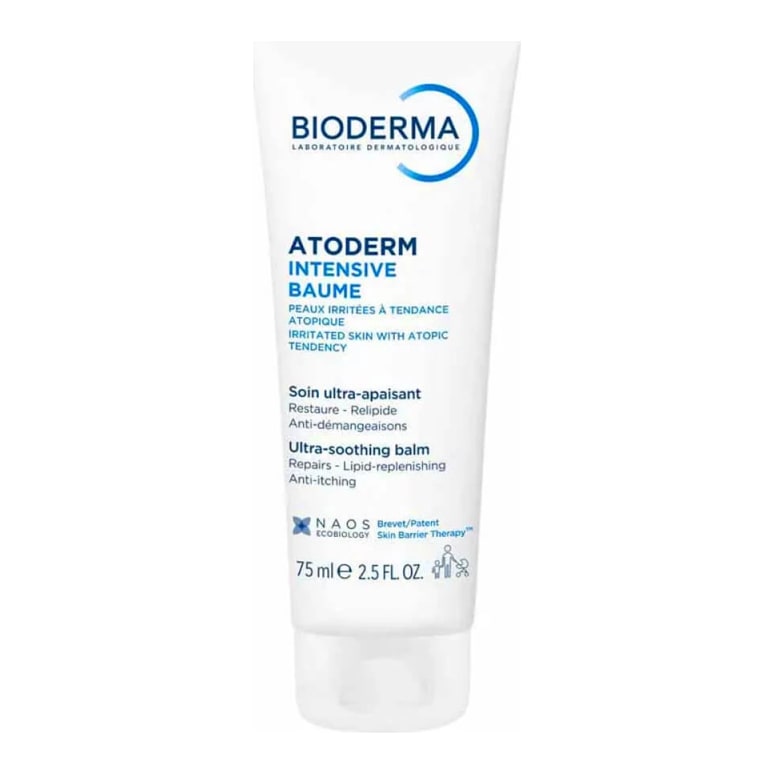 BIODERMA
LABORATOIRE DERMATOLOGIQUE
ATODERM
INTENSIVE
BAUME
PEAUX IRRITÉES À TENDANCE
ATOPIQUE
IRRITATED SKIN WITH ATOPIC
TENDENCY
Soin ultra-apaisant
Restaure - Relipide
Anti-démangeaisons
Ultra-soothing balm
Repairs - Lipid-replenishing
Anti-itching
NAOS
ECOBIOLOGY
Brevet/Patent
Skin Barrier Therapy™
75 ml e 2.5 FL. OZ.